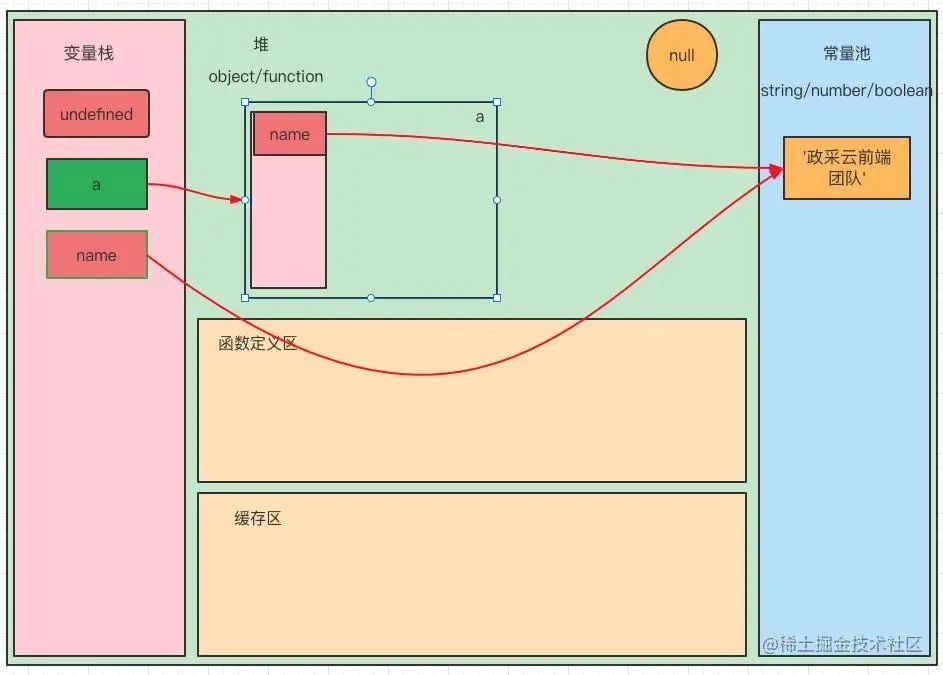 变量栈
undefined
a
name
堆
object/function
a
name
null
函数定义区
缓存区
常量池
string/number/boolean
'政采云前端
团队'
@稀土掘金技术社区